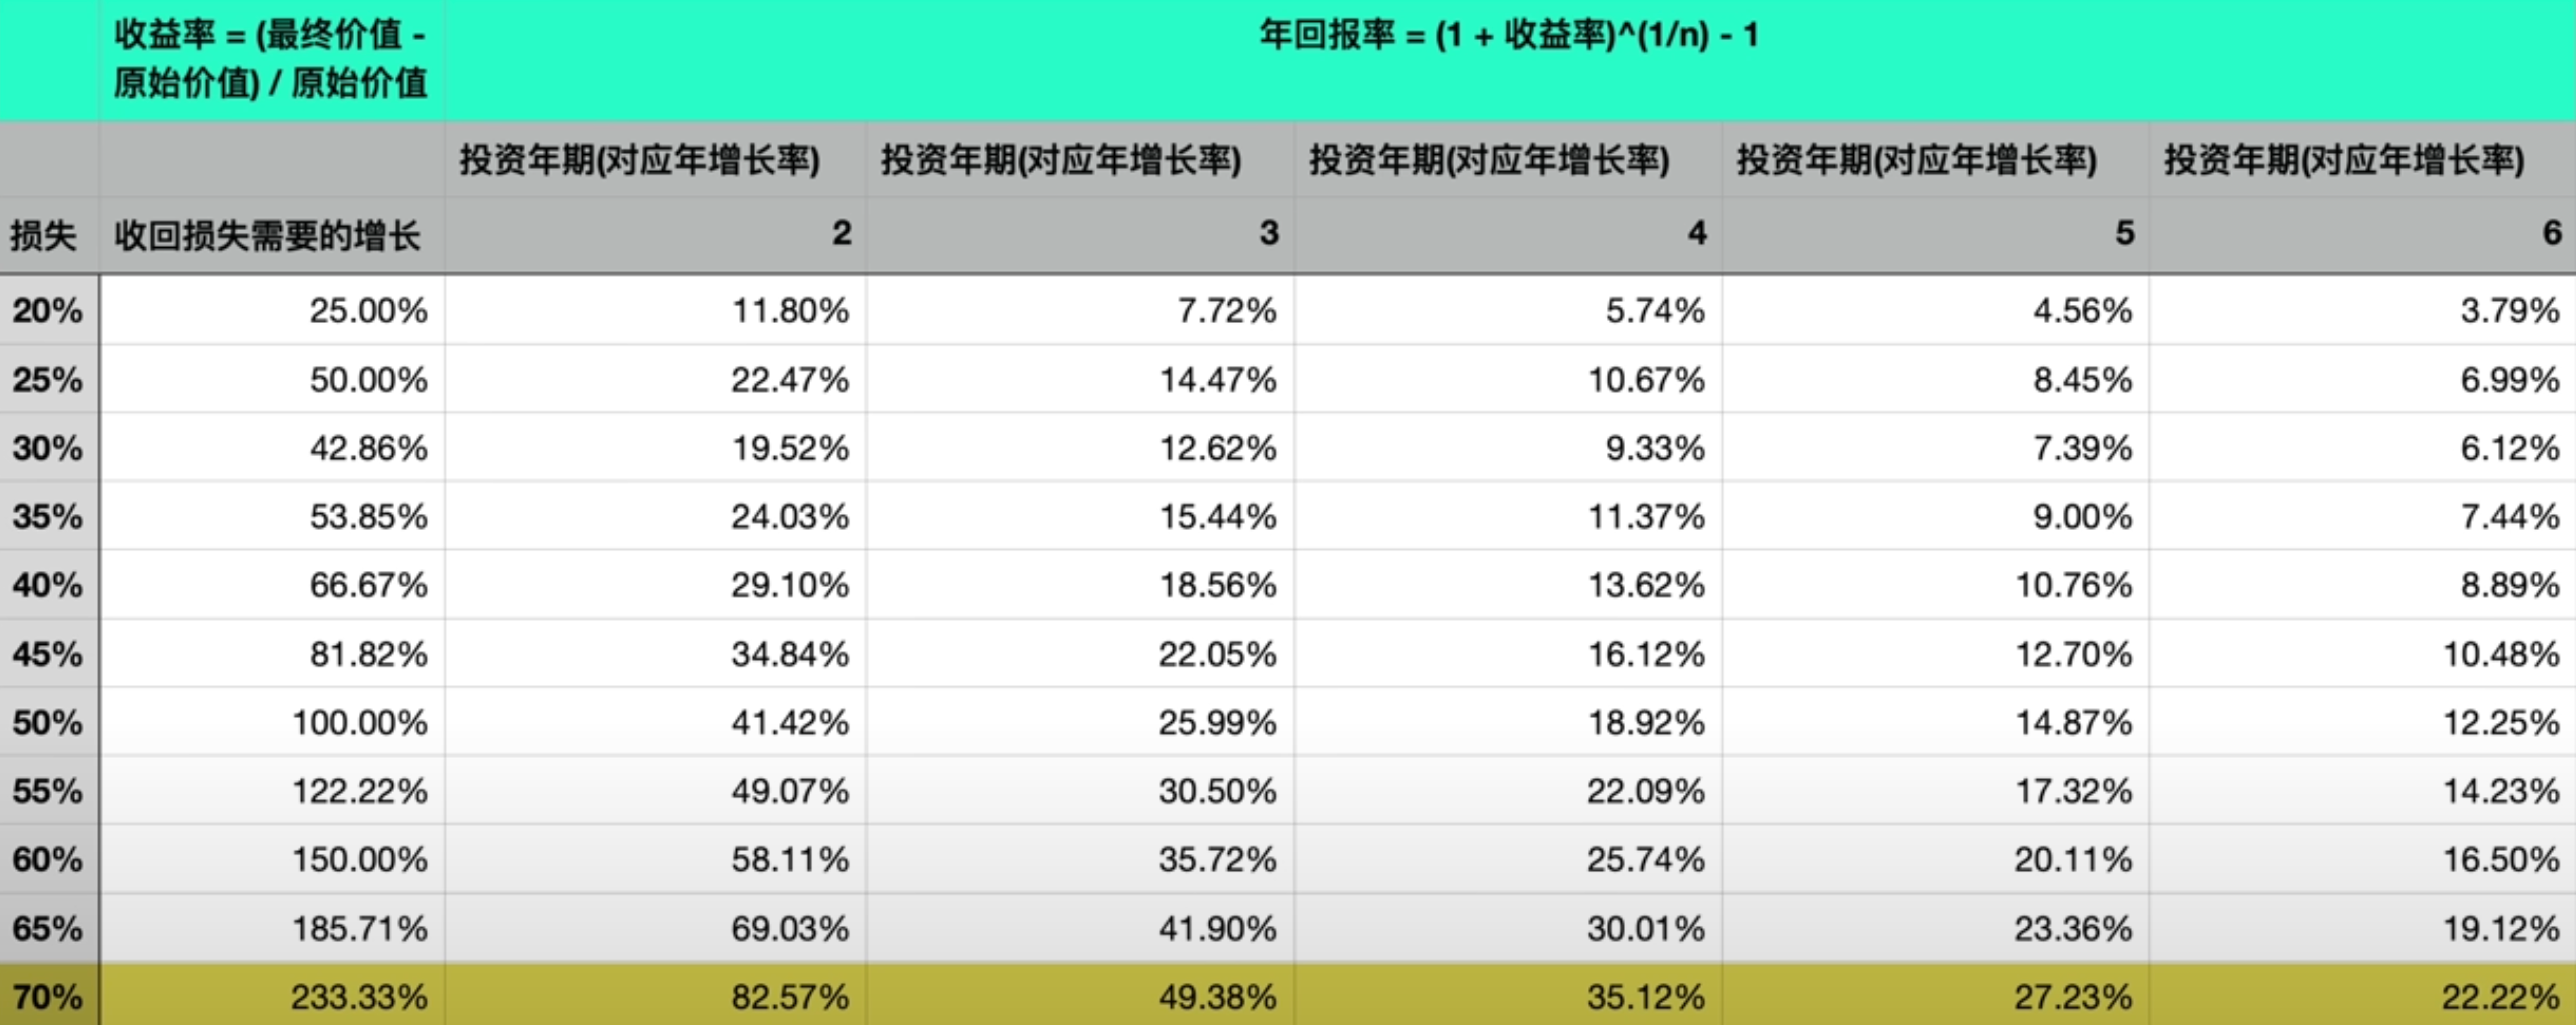 收益率 = (最终价值 -
原始价值) / 原始价值
年回报率 = (1 + 收益率)^(1/n) - 1
投资年期(对应年增长率) 投资年期(对应年增长率) 投资年期(对应年增长率) 投资年期(对应年增长率) 投资年期(对应年增长率)
损失 收回损失需要的增长 2 3 4 5 6
20% 25.00% 11.80% 7.72% 5.74% 4.56% 3.79%
25% 50.00% 22.47% 14.47% 10.67% 8.45% 6.99%
30% 42.86% 19.52% 12.62% 9.33% 7.39% 6.12%
35% 53.85% 24.03% 15.44% 11.37% 9.00% 7.44%
40% 66.67% 29.10% 18.56% 13.62% 10.76% 8.89%
45% 81.82% 34.84% 22.05% 16.12% 12.70% 10.48%
50% 100.00% 41.42% 25.99% 18.92% 14.87% 12.25%
55% 122.22% 49.07% 30.50% 22.09% 17.32% 14.23%
60% 150.00% 58.11% 35.72% 25.74% 20.11% 16.50%
65% 185.71% 69.03% 41.90% 30.01% 23.36% 19.12%
70% 233.33% 82.57% 49.38% 35.12% 27.23% 22.22%